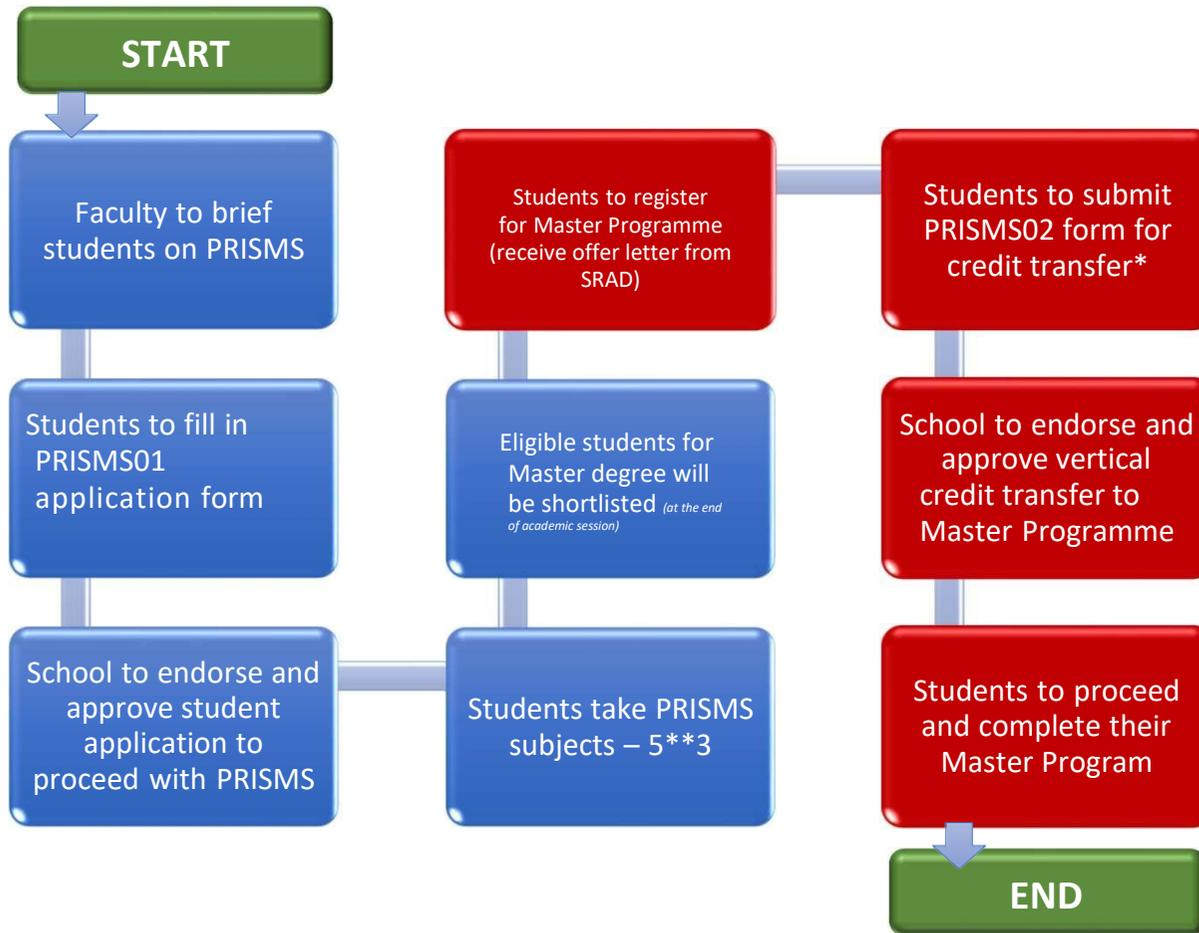 START
Faculty to brief
students on PRISMS
Students to fill in
PRISMS01
application form
School to endorse and
approve student
application to
proceed with PRISMS
Students take PRISMS
subjects – 5**3
Eligible students for
Master degree will
be shortlisted (at the end
of academic session)
Students to register
for Master Programme
(receive offer letter from
SRAD)
Students to submit
PRISMS02 form for
credit transfer*
School to endorse and
approve vertical
credit transfer to
Master Programme
Students to proceed
and complete their
Master Program
END